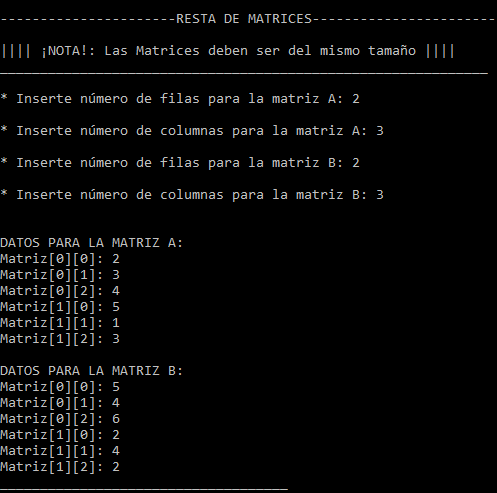 ----------------------RESTA DE MATRICES-----------------------
|||| ¡NOTA!: Las Matrices deben ser del mismo tamaño ||||
_____________________________________________________________
* Inserte número de filas para la matriz A: 2
* Inserte número de columnas para la matriz A: 3
* Inserte número de filas para la matriz B: 2
* Inserte número de columnas para la matriz B: 3
DATOS PARA LA MATRIZ A:
Matriz[0][0]: 2
Matriz[0][1]: 3
Matriz[0][2]: 4
Matriz[1][0]: 5
Matriz[1][1]: 1
Matriz[1][2]: 3
DATOS PARA LA MATRIZ B:
Matriz[0][0]: 5
Matriz[0][1]: 4
Matriz[0][2]: 6
Matriz[1][0]: 2
Matriz[1][1]: 4
Matriz[1][2]: 2
____________________________________